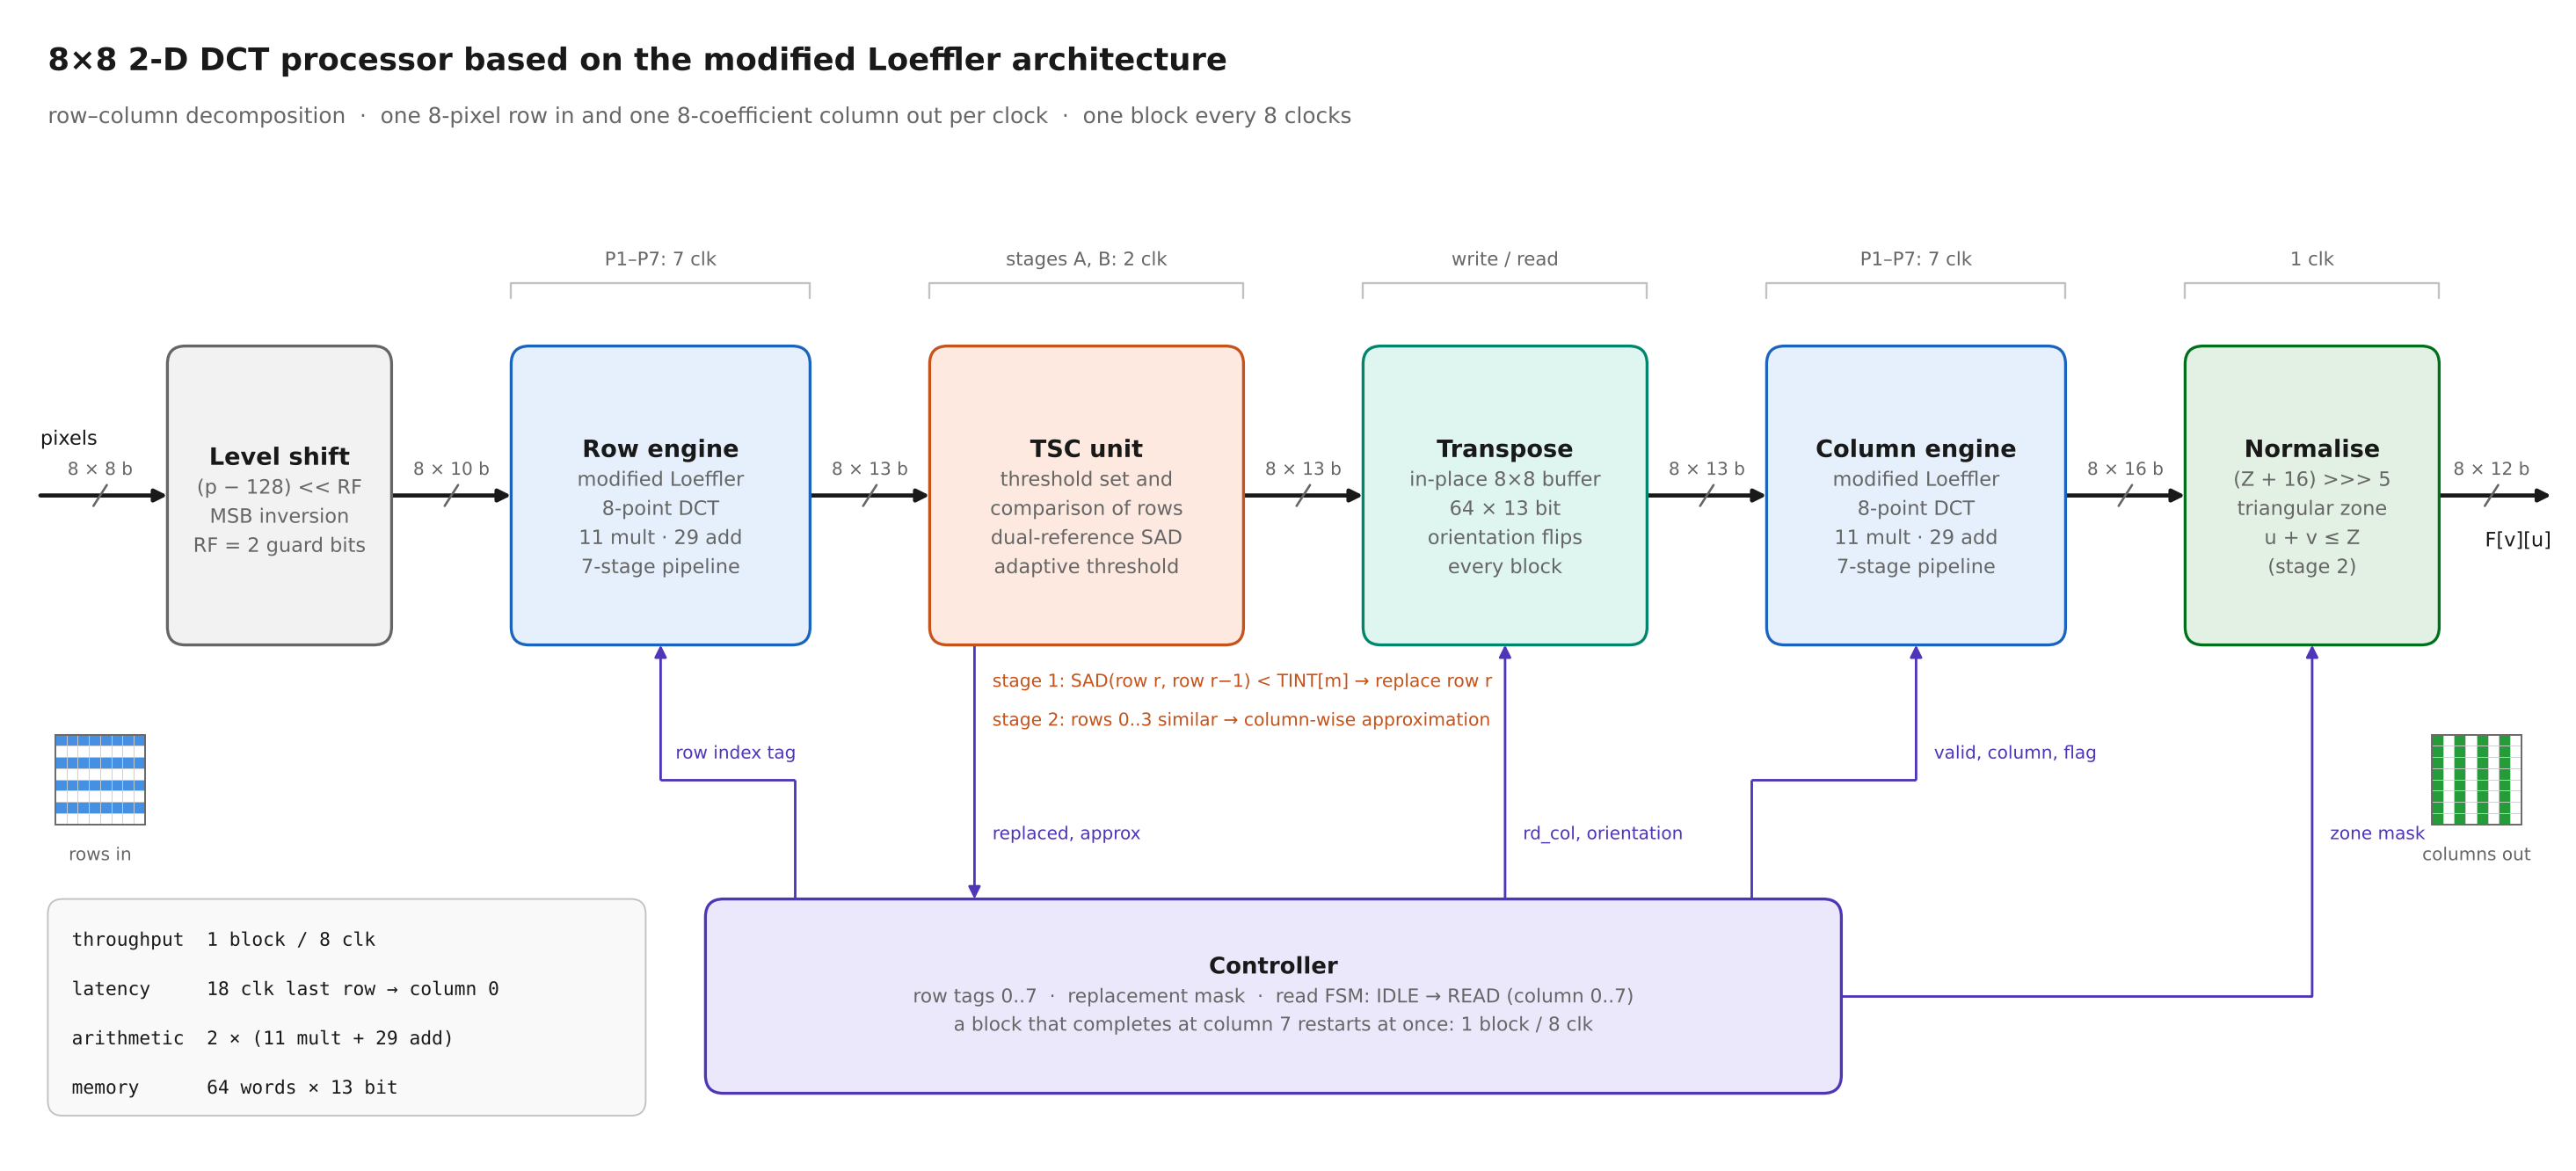 8×8 2-D DCT processor based on the modified Loeffler architecture
row–column decomposition · one 8-pixel row in and one 8-coefficient column out per clock · one block every 8 clocks
P1–P7: 7 clk
stages A, B: 2 clk
write / read
P1–P7: 7 clk
1 clk
pixels
8 × 8 b
Level shift
(p − 128) << RF
MSB inversion
RF = 2 guard bits
8 × 10 b
Row engine
modified Loeffler
8-point DCT
11 mult · 29 add
7-stage pipeline
8 × 13 b
TSC unit
threshold set and
comparison of rows
dual-reference SAD
adaptive threshold
8 × 13 b
Transpose
in-place 8×8 buffer
64 × 13 bit
orientation flips
every block
8 × 13 b
Column engine
modified Loeffler
8-point DCT
11 mult · 29 add
7-stage pipeline
8 × 16 b
Normalise
(Z + 16) >>> 5
triangular zone
u + v ≤ Z
(stage 2)
8 × 12 b
F[v][u]
stage 1: SAD(row r, row r−1) < TINT[m] → replace row r
stage 2: rows 0..3 similar → column-wise approximation
row index tag
valid, column, flag
replaced, approx
rd_col, orientation
zone mask
rows in
columns out
throughput 1 block / 8 clk
latency 18 clk last row → column 0
arithmetic 2 × (11 mult + 29 add)
memory 64 words × 13 bit
Controller
row tags 0..7 · replacement mask · read FSM: IDLE → READ (column 0..7)
a block that completes at column 7 restarts at once: 1 block / 8 clk